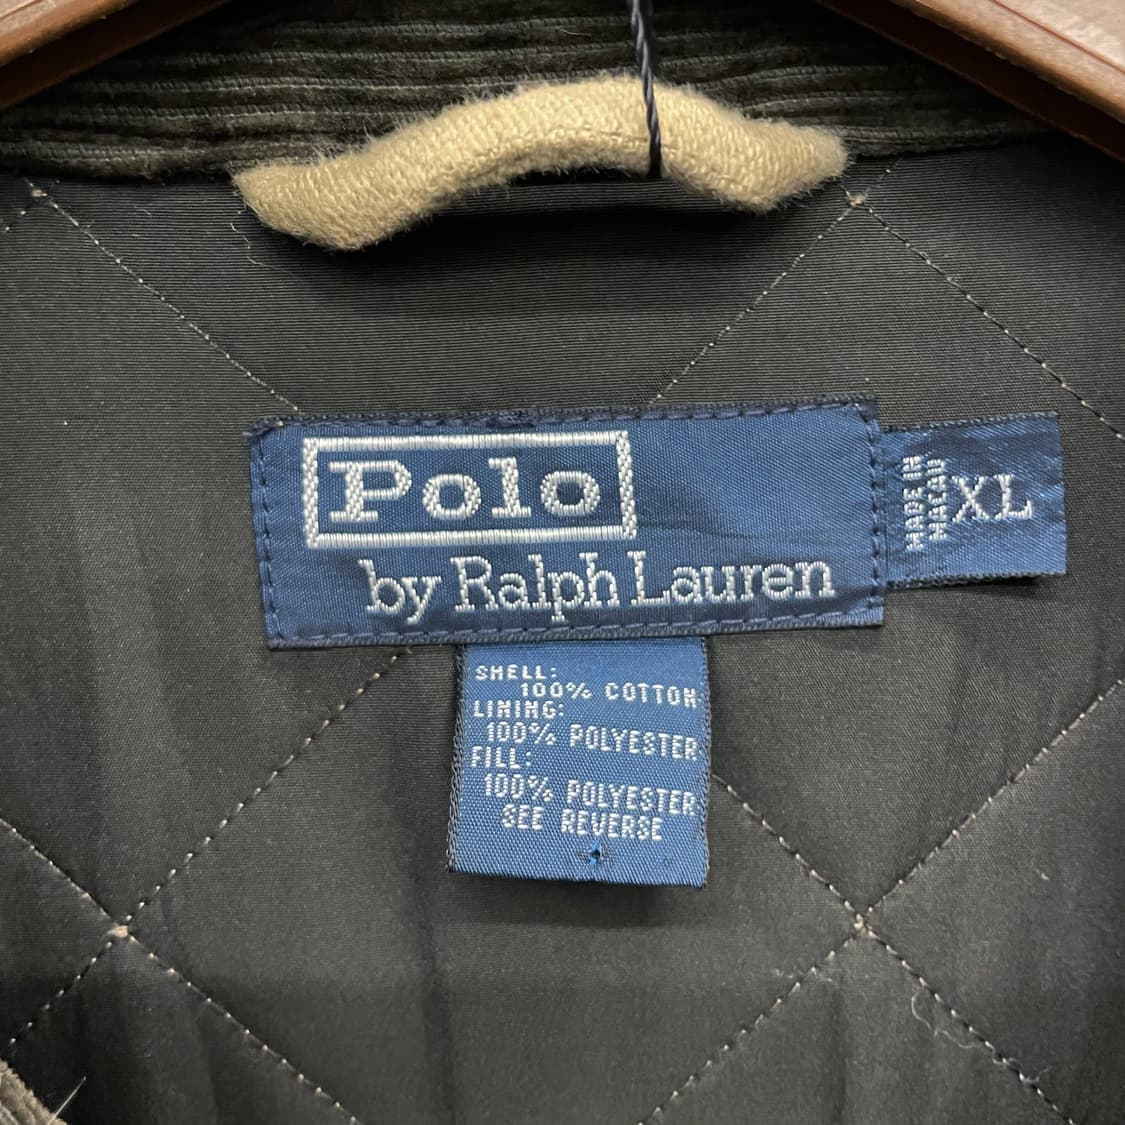 Polo
by Ralph Lauren
MADE IN
MACAU
XL
SHELL:
100% COTTON
LINING:
100% POLYESTER
FILL:
100% POLYESTER
SEE REVERSE